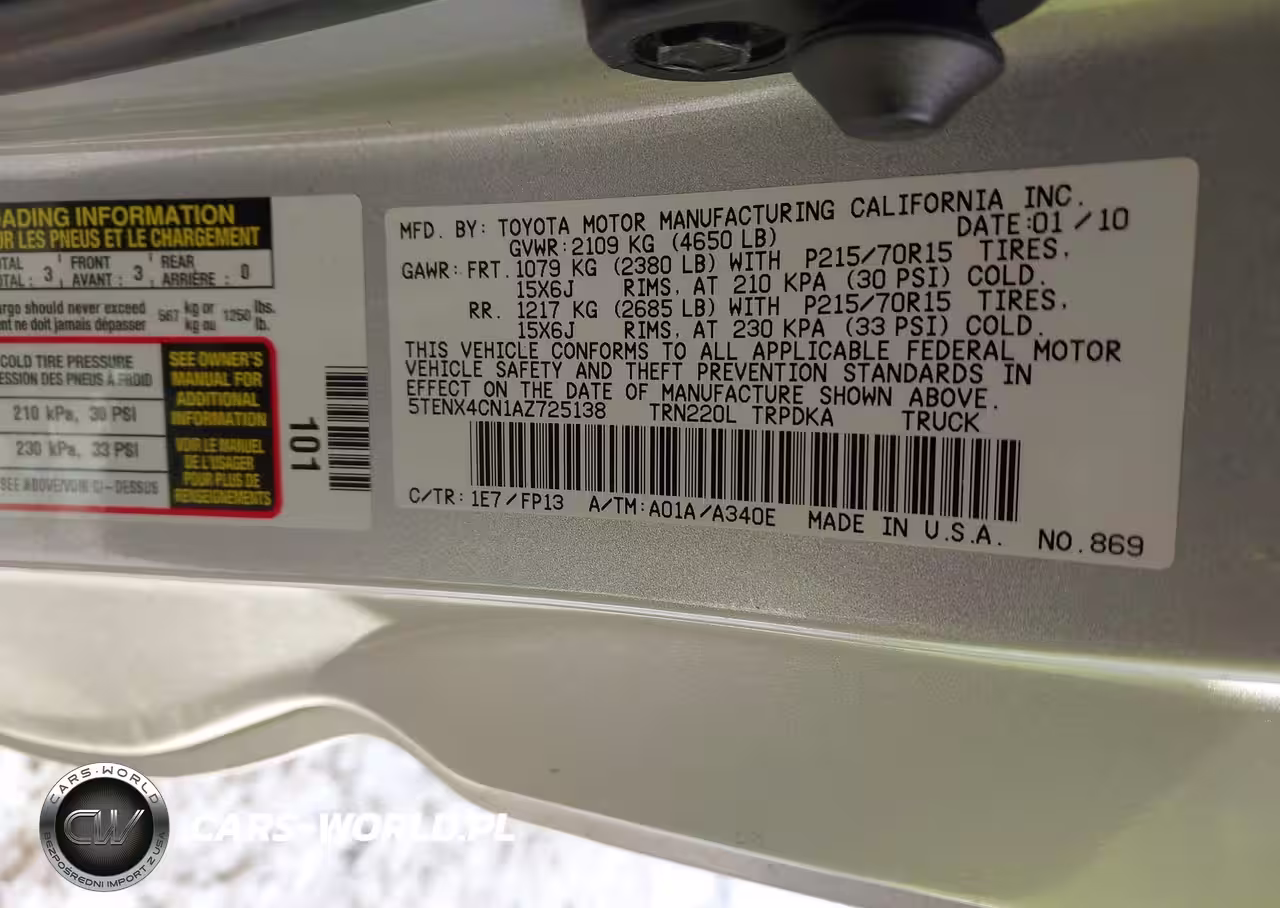 ADING INFORMATION
UR LES PNEUS ET LE CHARGEMENT
TAL FRONT REAR
OTAL : 3 AVANT : 3 ARRIÈRE : 0
argo should never exceed 567 kg or 1250 lbs.
ent ne doit jamais dépasser kg ou lb.
COLD TIRE PRESSURE
ESSION DES PNEUS À FROID
210 kPa, 30 PSI
230 kPa, 33 PSI
SEE ABOVE/VOIR CI-DESSUS
SEE OWNER'S
MANUAL FOR
ADDITIONAL
INFORMATION
VOIR LE MANUEL
DE L'USAGER
POUR PLUS DE
RENSEIGNEMENTS
101
MFD. BY: TOYOTA MOTOR MANUFACTURING CALIFORNIA INC.
GVWR: 2109 KG (4650 LB) DATE:01 /10
GAWR: FRT. 1079 KG (2380 LB) WITH P215/70R15 TIRES,
15X6J RIMS, AT 210 KPA (30 PSI) COLD.
RR. 1217 KG (2685 LB) WITH P215/70R15 TIRES,
15X6J RIMS, AT 230 KPA (33 PSI) COLD.
THIS VEHICLE CONFORMS TO ALL APPLICABLE FEDERAL MOTOR
VEHICLE SAFETY AND THEFT PREVENTION STANDARDS IN
EFFECT ON THE DATE OF MANUFACTURE SHOWN ABOVE.
5TENX4CN1AZ725138 TRN220L TRPDKA TRUCK
C/TR: 1E7/FP13 A/TM:A01A/A340E MADE IN U.S.A. NO.869
CARS-WORLD
CW
BEZPOŚREDNI IMPORT Z USA
CARS-WORLD.PL